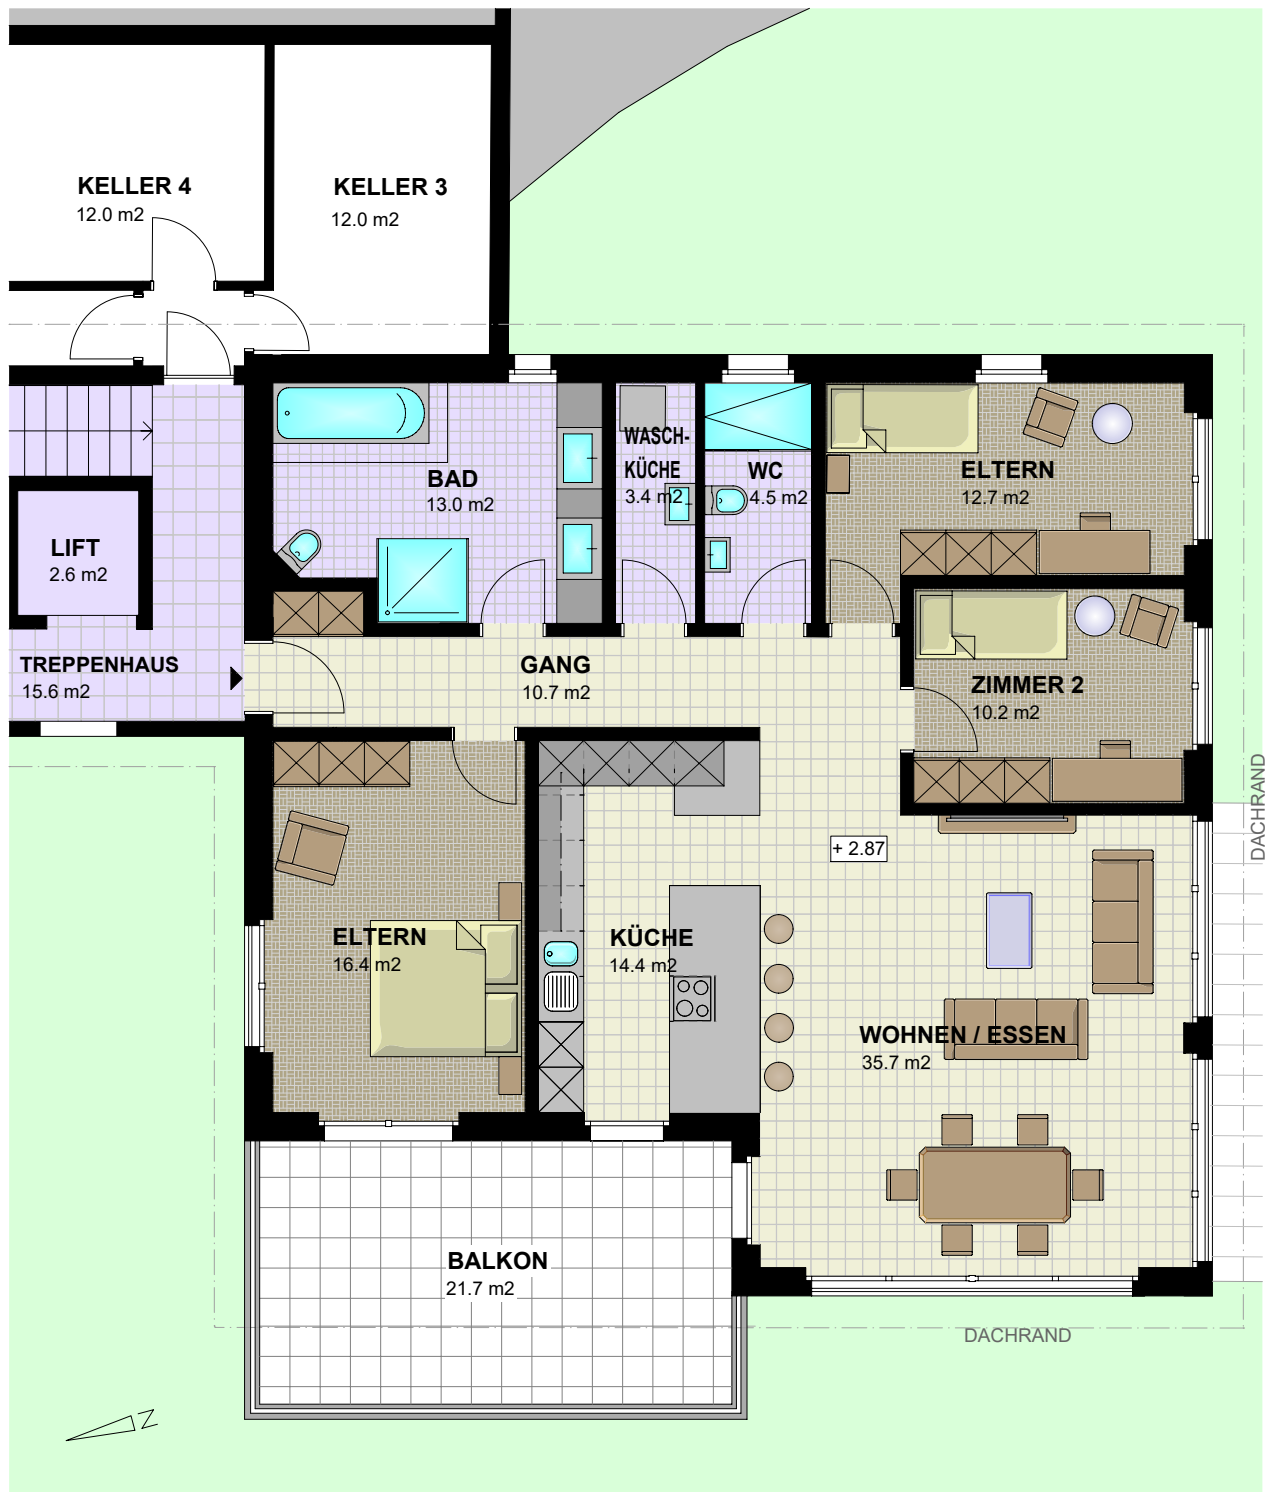 KELLER 4
12.0 m2
KELLER 3
12.0 m2
WASCH-
KÜCHE
3.4 m2
BAD
13.0 m2
WC
4.5 m2
ELTERN
12.7 m2
LIFT
2.6 m2
TREPPENHAUS
15.6 m2
GANG
10.7 m2
ZIMMER 2
10.2 m2
DACHRAND
+ 2.87
ELTERN
16.4 m2
KÜCHE
14.4 m2
WOHNEN / ESSEN
35.7 m2
BALKON
21.7 m2
DACHRAND
N